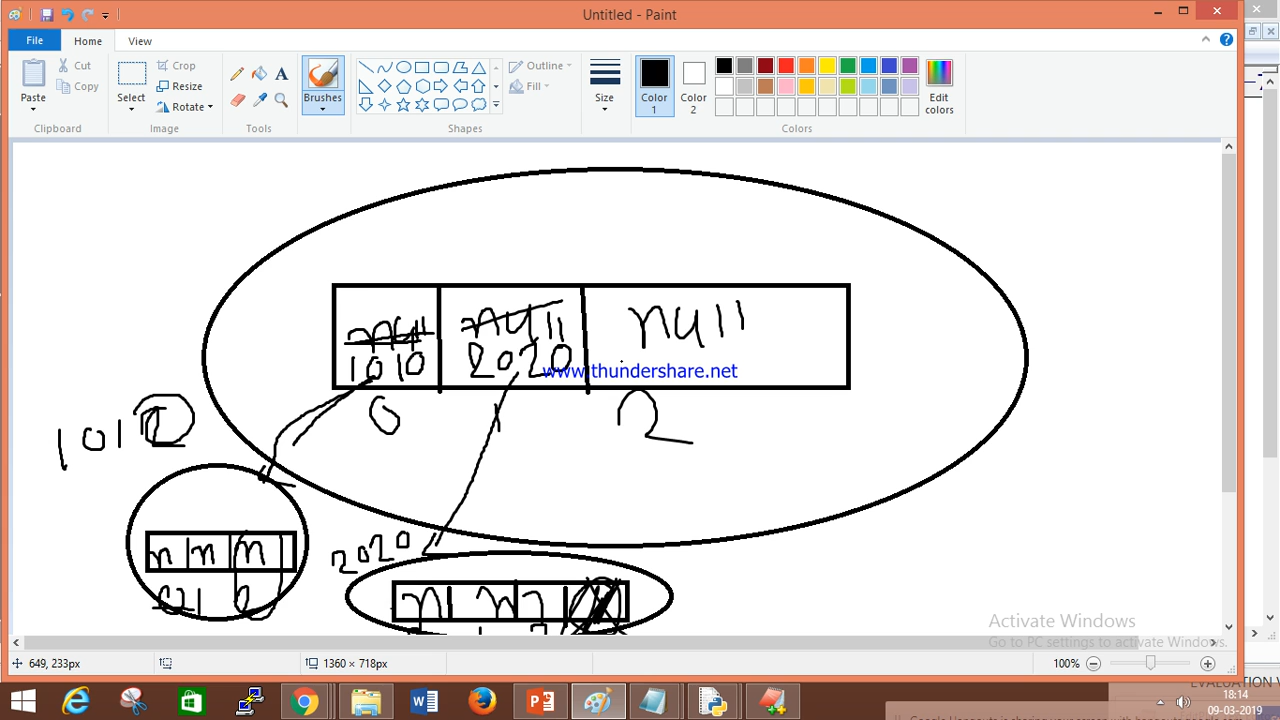 Untitled - Paint
File Home View
Paste
Cut
Copy
Clipboard
Select
Crop
Resize
Rotate
Image
Tools
Brushes
Shapes
Outline
Fill
Size
Color 1
Color 2
Edit colors
Colors
null null null
1010 2020
www.thundershare.net
0 1 2
101
2020
n n n
n n
Activate Windows
Go to PC settings to activate Windows.
649, 233px
1360 × 718px
100%
EVALUATION
18:14
09-03-2019